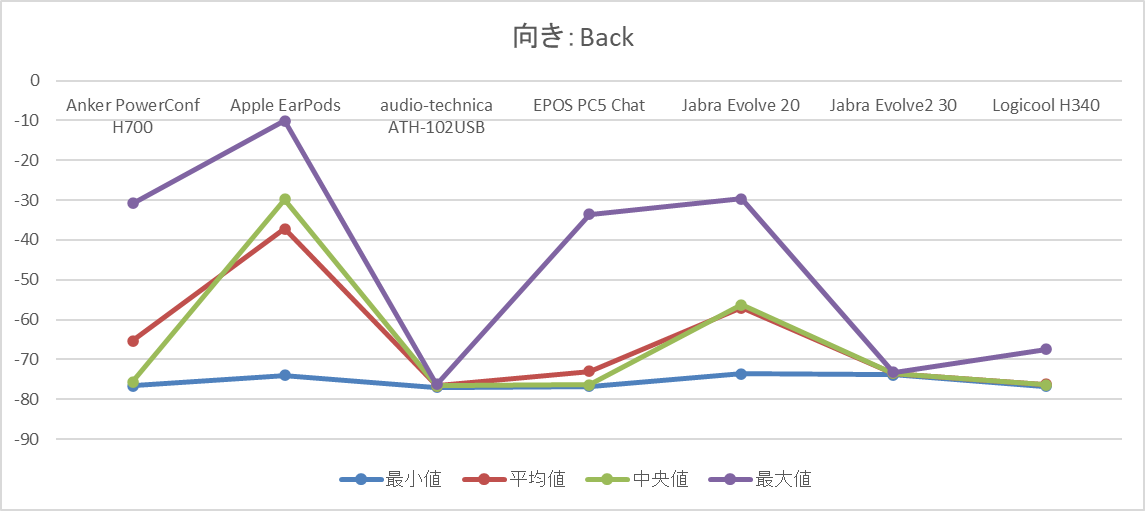 向き：Back
0
Anker PowerConf H700
Apple EarPods
audio-technica ATH-102USB
EPOS PC5 Chat
Jabra Evolve 20
Jabra Evolve2 30
Logicool H340
-10
-20
-30
-40
-50
-60
-70
-80
-90
最小値 平均値 中央値 最大値